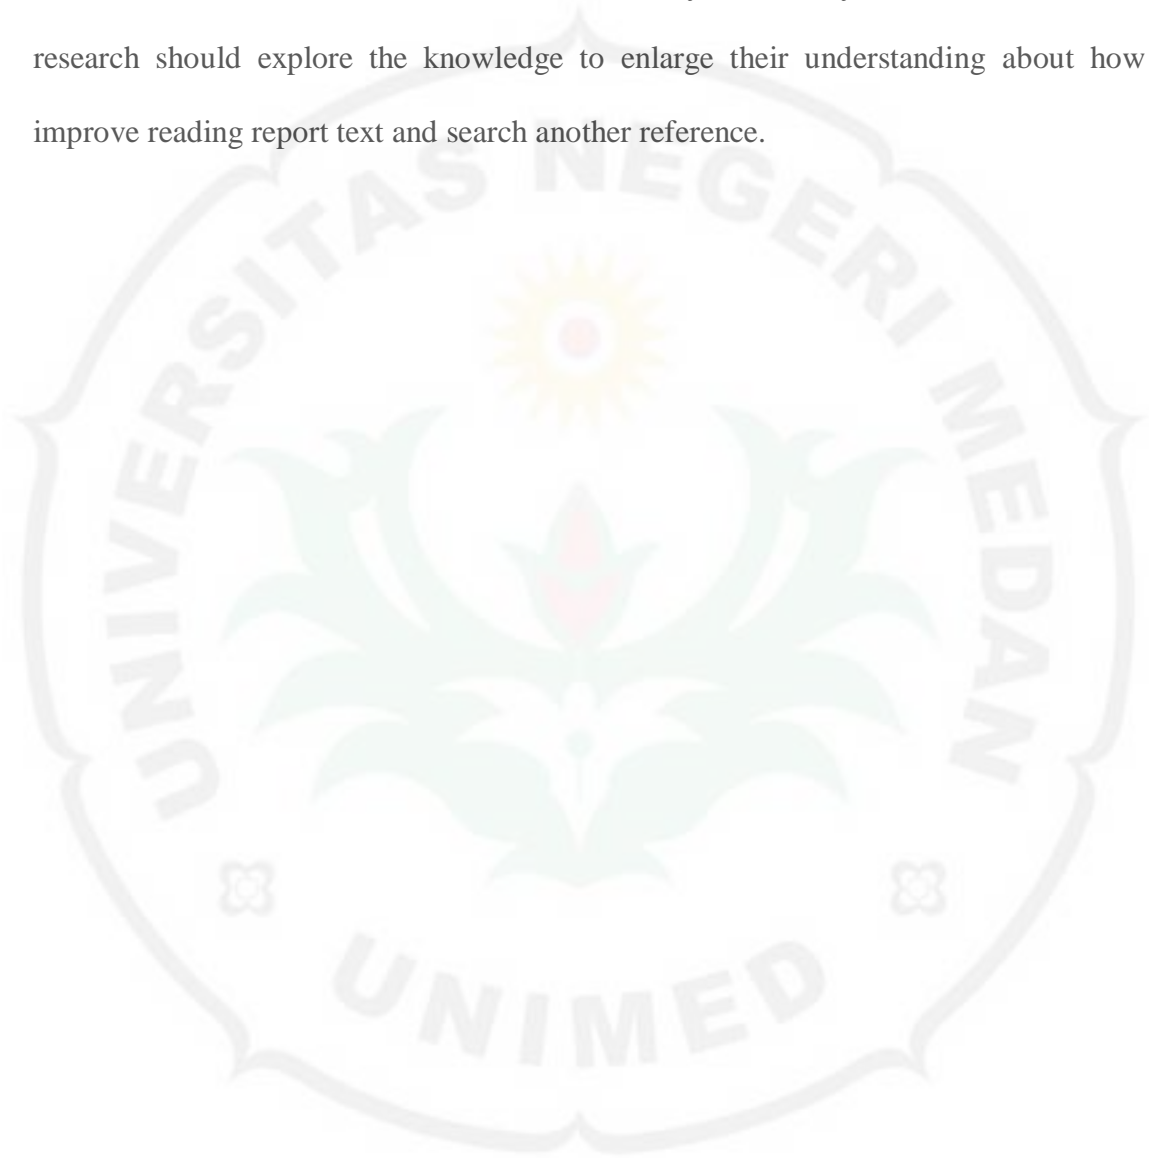 research should explore the knowledge to enlarge their understanding about how
improve reading report text and search another reference.
UNIVERSITAS NEGERI MEDAN
UNIMED